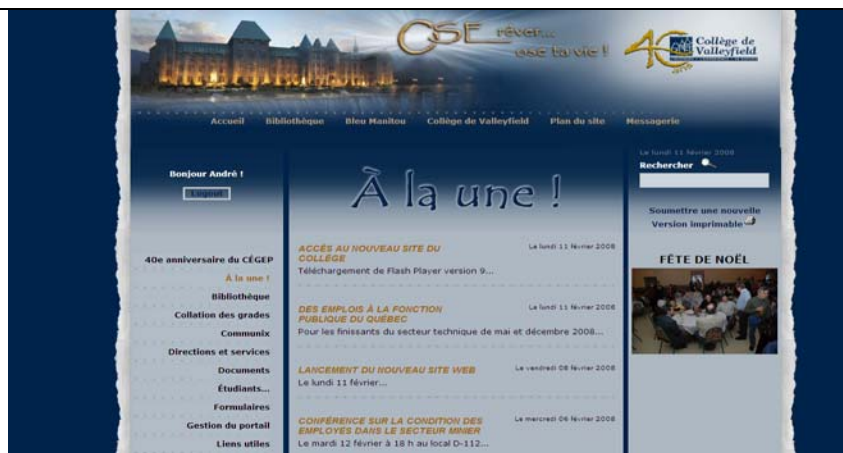 CSE rêver...
ose ta vie !
40 ans
Collège de
Valleyfield
Accueil Bibliothèque Bleu Manitou Collège de Valleyfield Plan du site Messagerie
Bonjour André !
Logout
40e anniversaire du CÉGEP
À la une !
Bibliothèque
Collation des grades
Communix
Directions et services
Documents
Étudiants...
Formulaires
Gestion du portail
Liens utiles
À la une !
ACCÈS AU NOUVEAU SITE DU
COLLÈGE
Le lundi 11 février 2008
Téléchargement de Flash Player version 9...
DES EMPLOIS À LA FONCTION
PUBLIQUE DU QUÉBEC
Le lundi 11 février 2008
Pour les finissants du secteur technique de mai et décembre 2008...
LANCEMENT DU NOUVEAU SITE WEB
Le vendredi 08 février 2008
Le lundi 11 février...
CONFÉRENCE SUR LA CONDITION DES
EMPLOYÉS DANS LE SECTEUR MINIER
Le mercredi 06 février 2008
Le mardi 12 février à 18 h au local D-112...
Le lundi 11 février 2008
Rechercher
Soumettre une nouvelle
Version imprimable
FÊTE DE NOËL